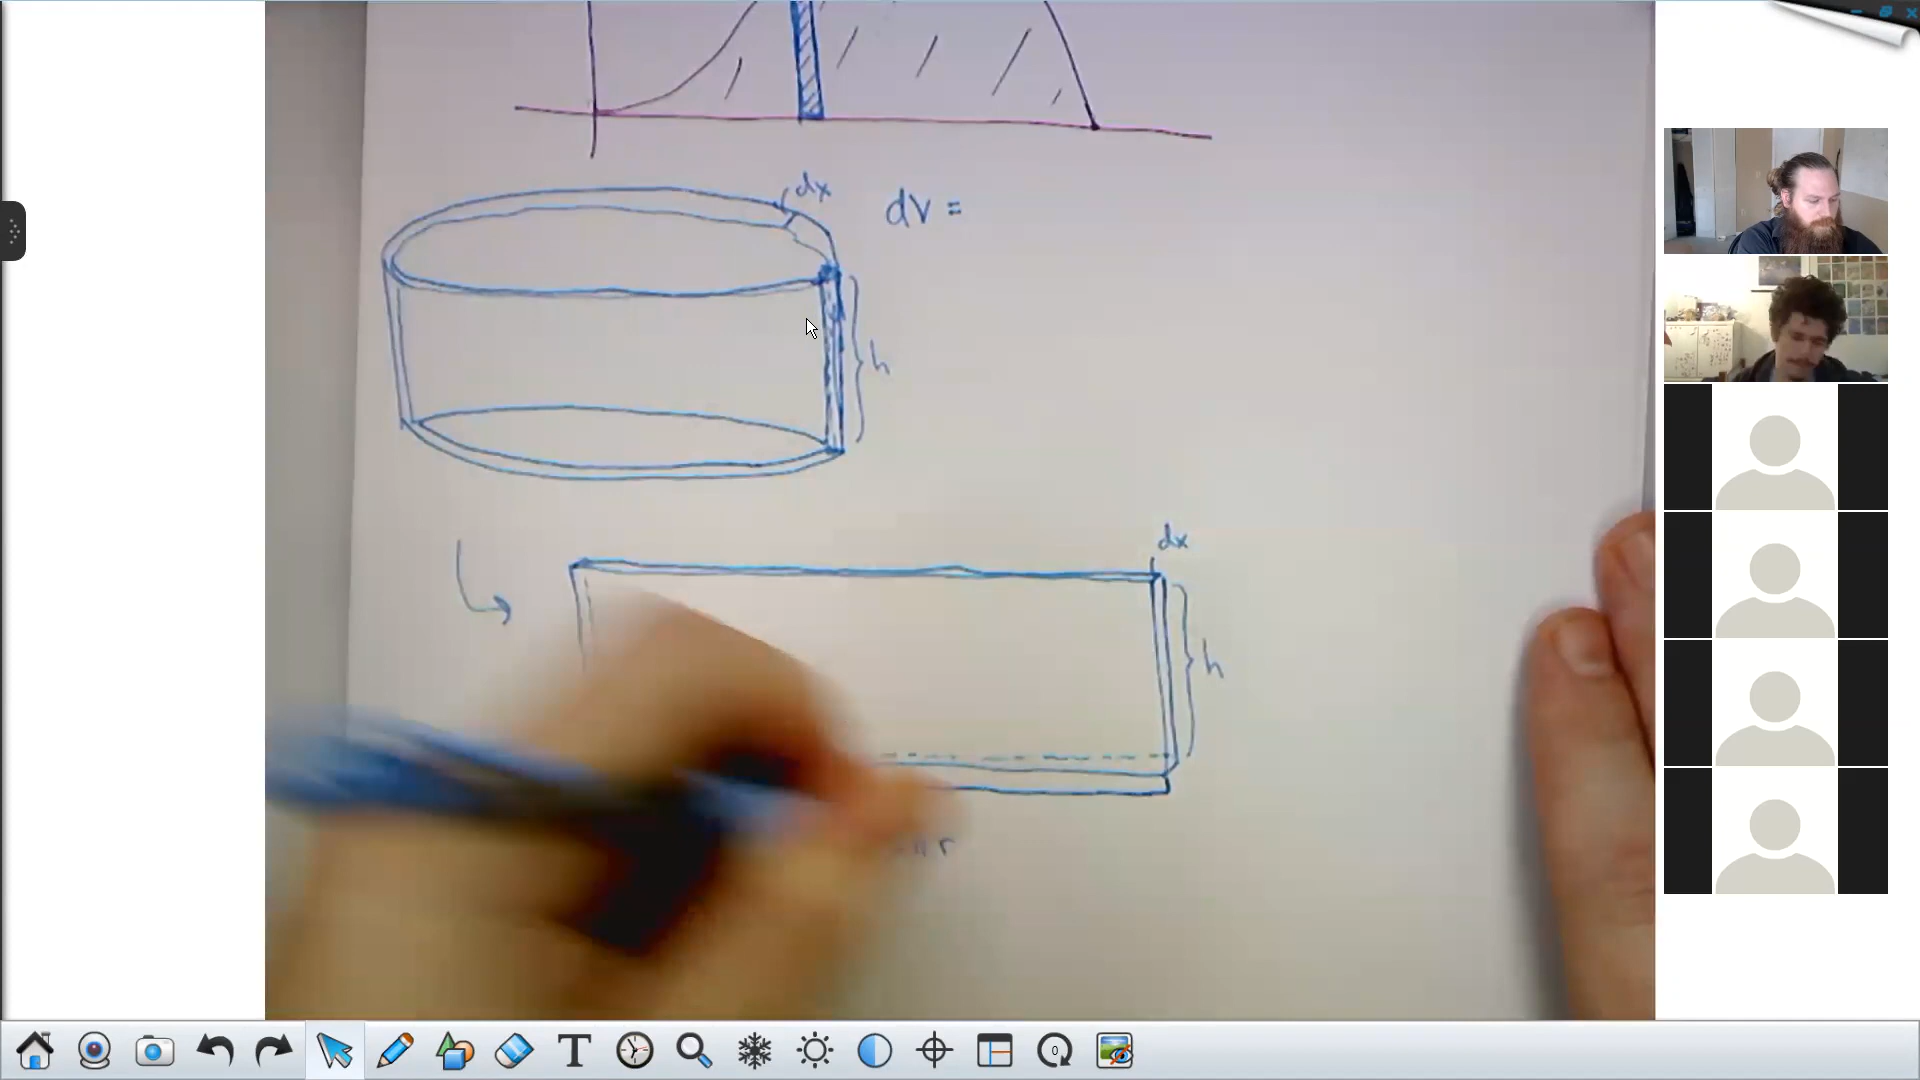 dx
dV =
h
dx
h
r